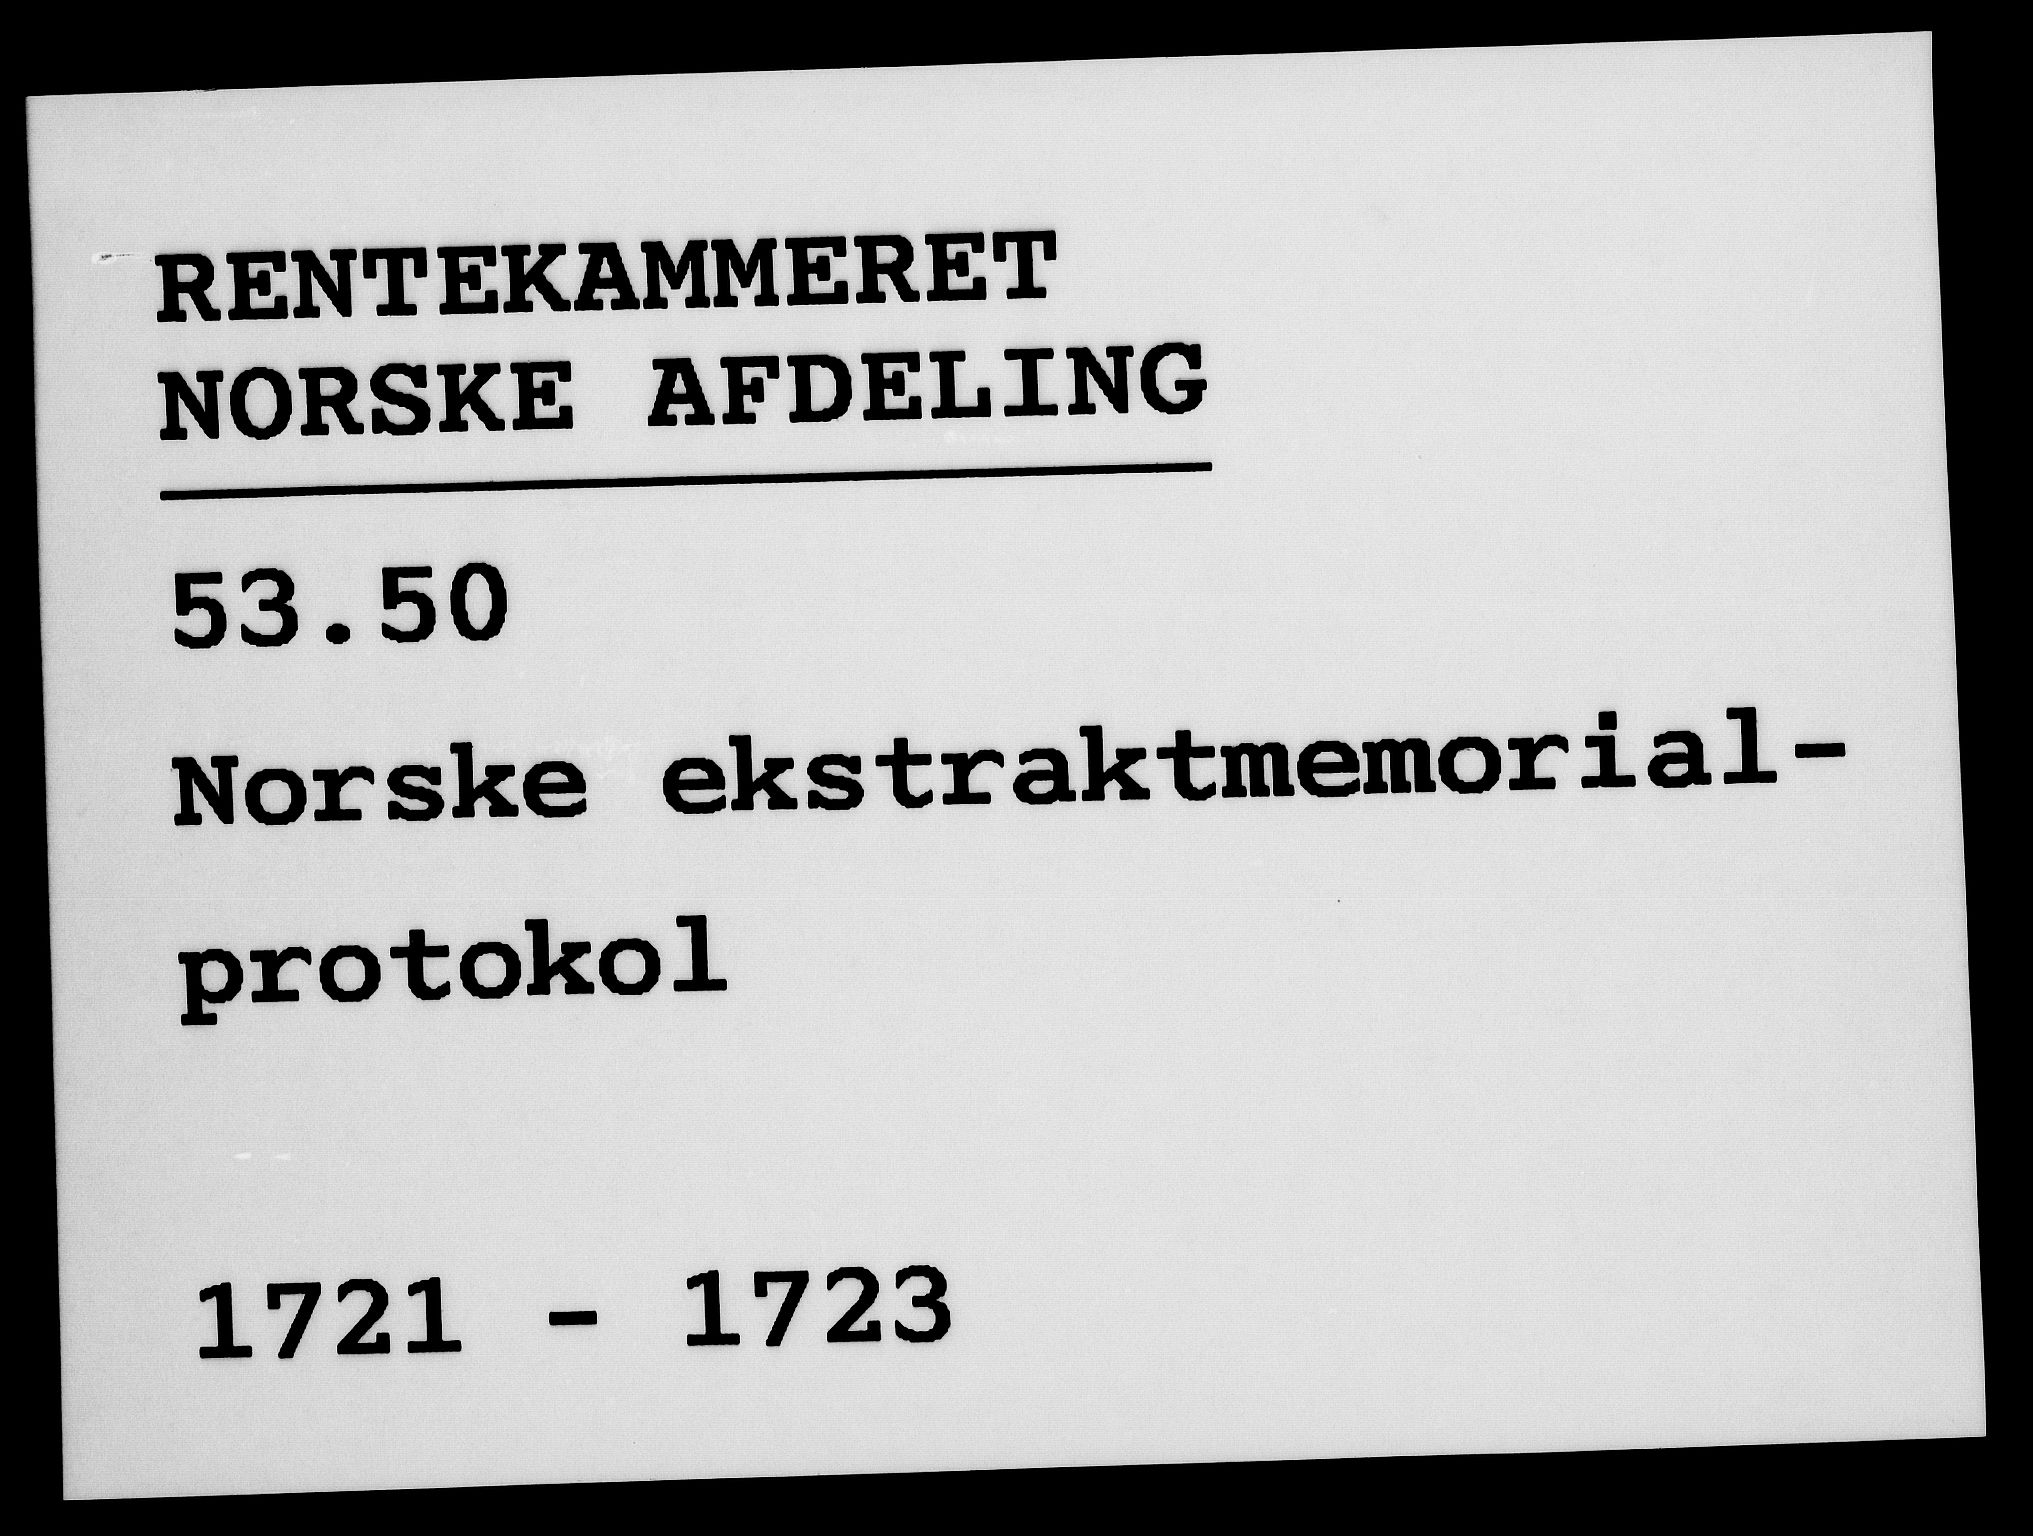 RENTEKAMMERET
NORSKE AFDELING
53.50
Norske ekstraktmemorial-
protokol
1721 - 1723